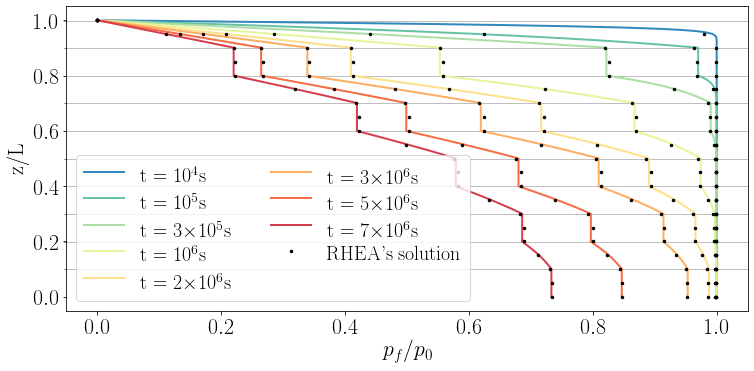 1.0
0.8
0.6
0.4
0.2
0.0
z/L
t = 10⁴s
t = 10⁵s
t = 3×10⁵s
t = 10⁶s
t = 2×10⁶s
t = 3×10⁶s
t = 5×10⁶s
t = 7×10⁶s
RHEA's solution
0.0 0.2 0.4 0.6 0.8 1.0
p_f/p_0